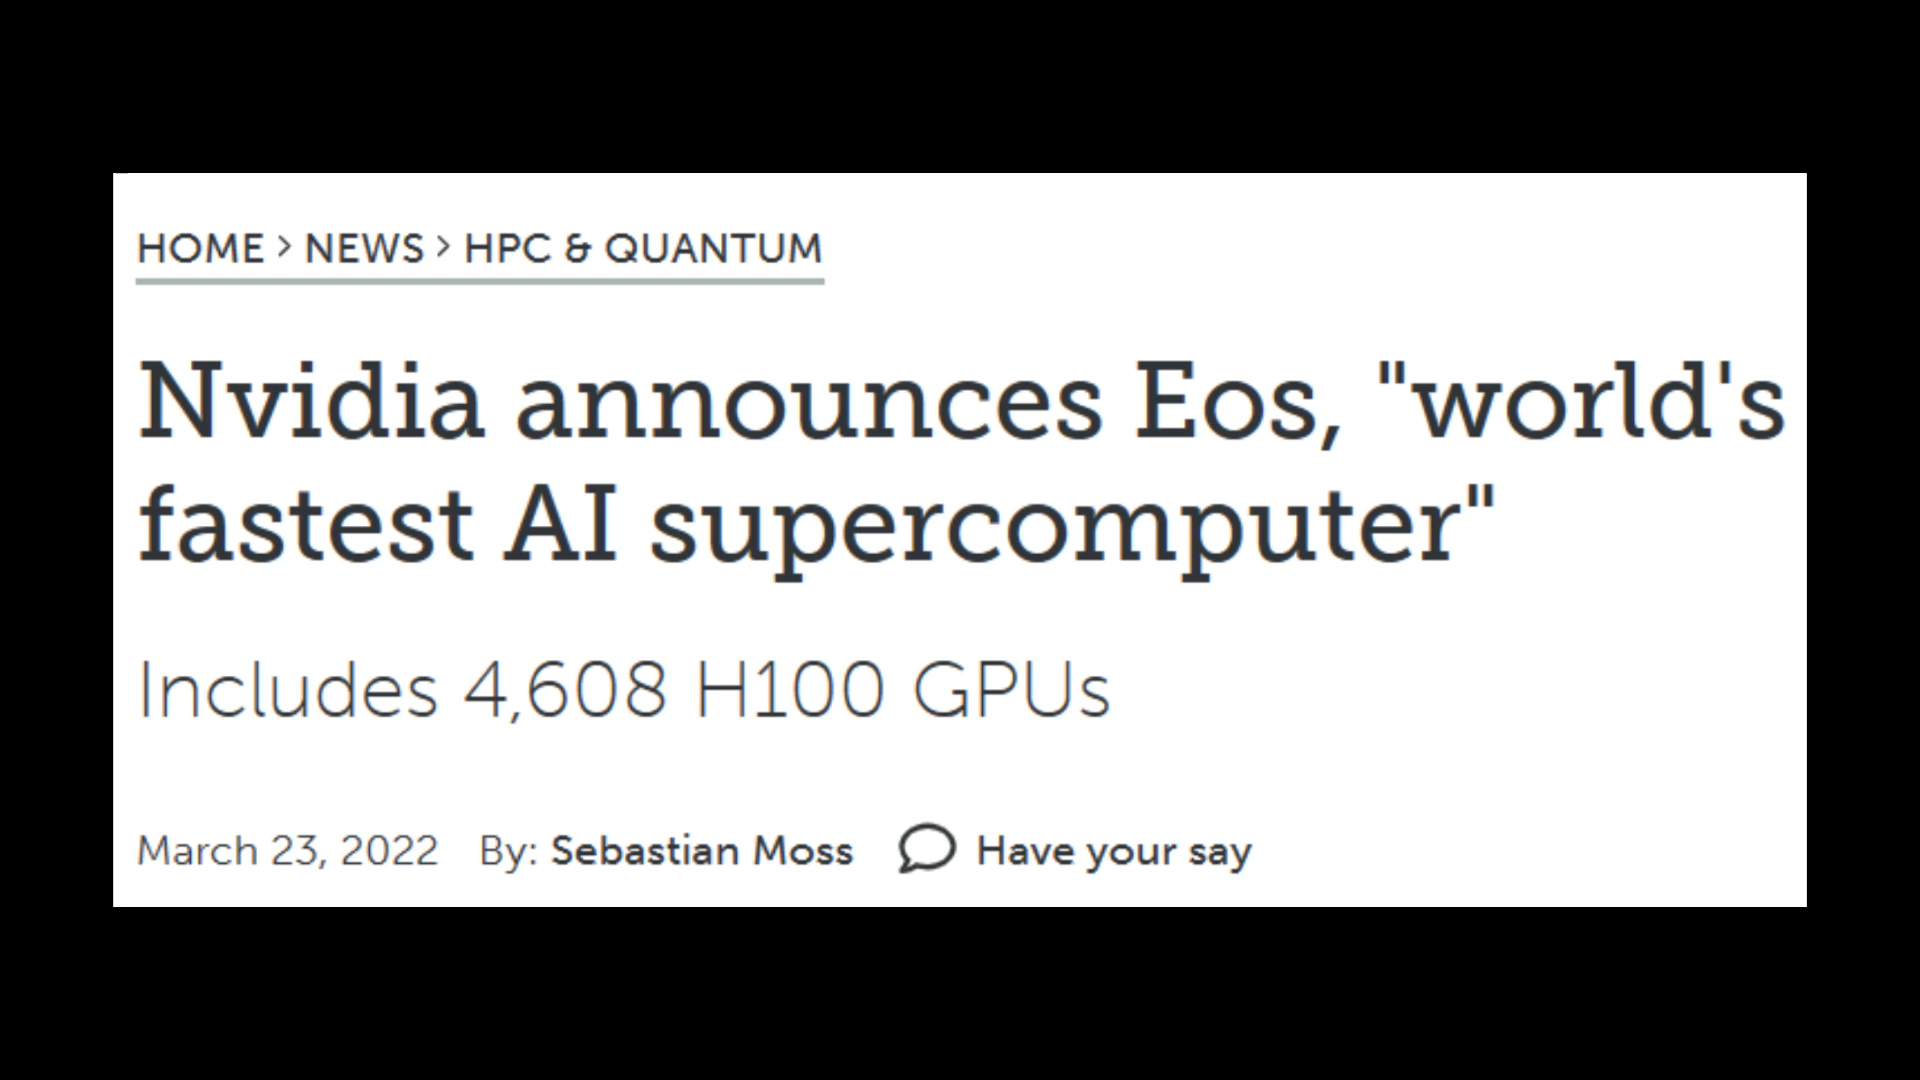 HOME > NEWS > HPC & QUANTUM
Nvidia announces Eos, "world's
fastest AI supercomputer"
Includes 4,608 H100 GPUs
March 23, 2022 By: Sebastian Moss Have your say